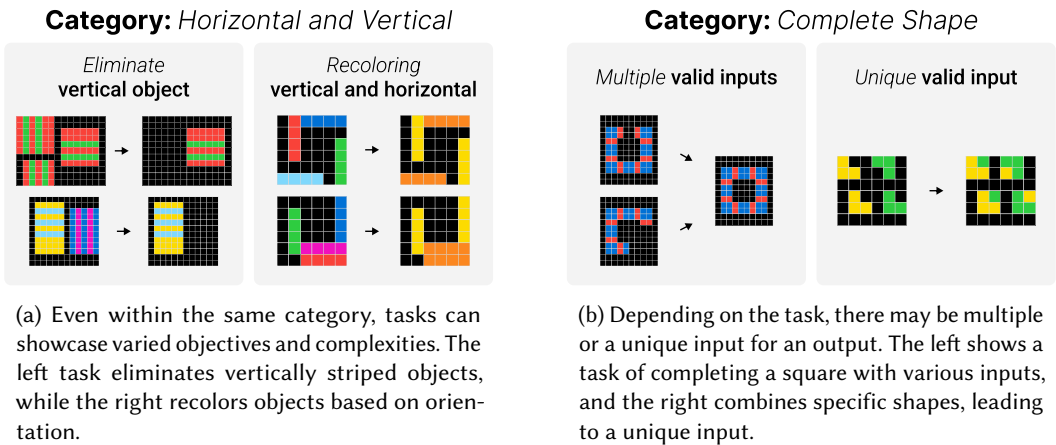 Category: Horizontal and Vertical
Eliminate
vertical object
Recoloring
vertical and horizontal
(a) Even within the same category, tasks can
showcase varied objectives and complexities. The
left task eliminates vertically striped objects,
while the right recolors objects based on orien-
tation.
Category: Complete Shape
Multiple valid inputs
Unique valid input
(b) Depending on the task, there may be multiple
or a unique input for an output. The left shows a
task of completing a square with various inputs,
and the right combines specific shapes, leading
to a unique input.